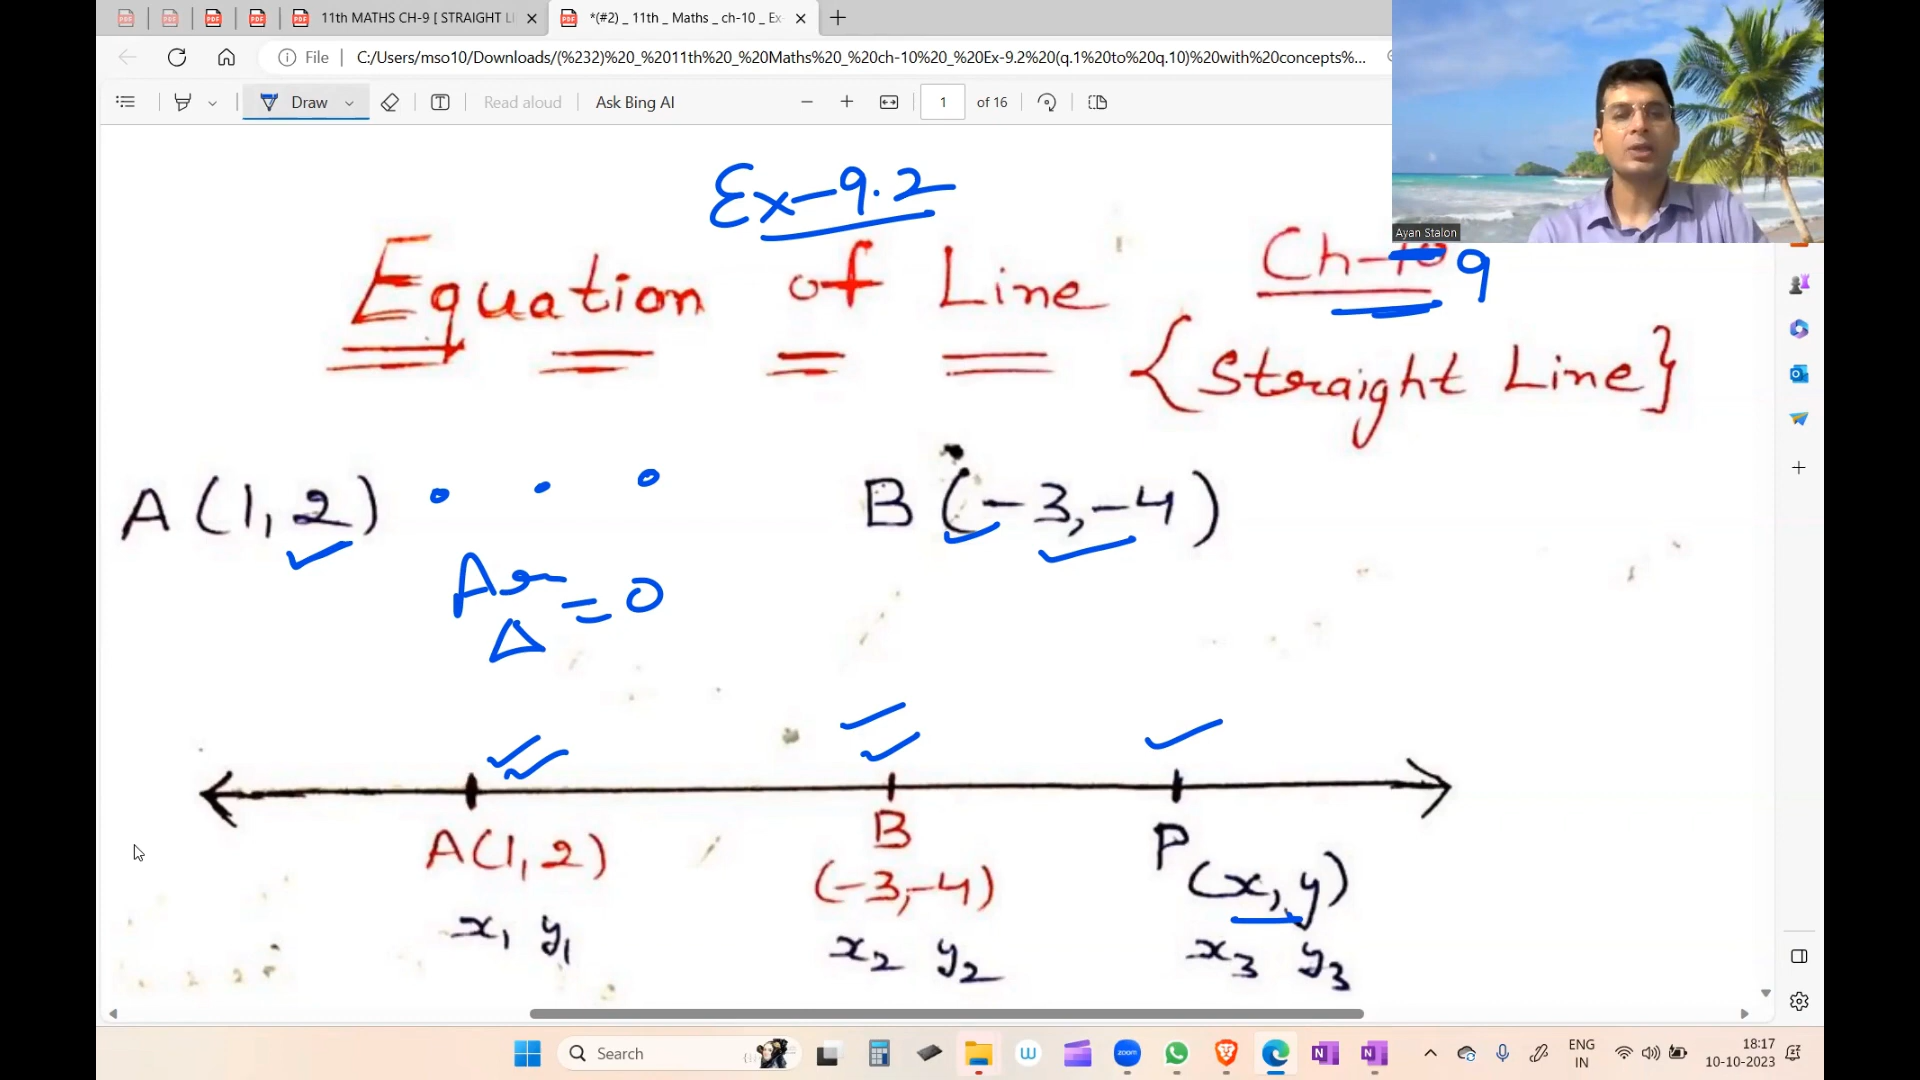 11th MATHS CH-9 [ STRAIGHT LI
*(#2) _ 11th _ Maths _ ch-10 _ Ex-
File
C:/Users/mso10/Downloads/(%232)%20_%2011th%20_%20Maths%20_%20ch-10%20_%20Ex-9.2%20(q.1%20to%20q.10)%20with%20concepts%...
Draw
Read aloud
Ask Bing AI
1 of 16
Ayan Stalon
Ex-9.2
Equation of Line
Ch-10 9
{Straight Line}
A(1,2)
B(-3,-4)
Ar Δ = 0
A(1,2)
B
(-3,-4)
P
(x,y)
x₁ y₁
x₂ y₂
x₃ y₃
Search
zoom
ENG
IN
18:17
10-10-2023